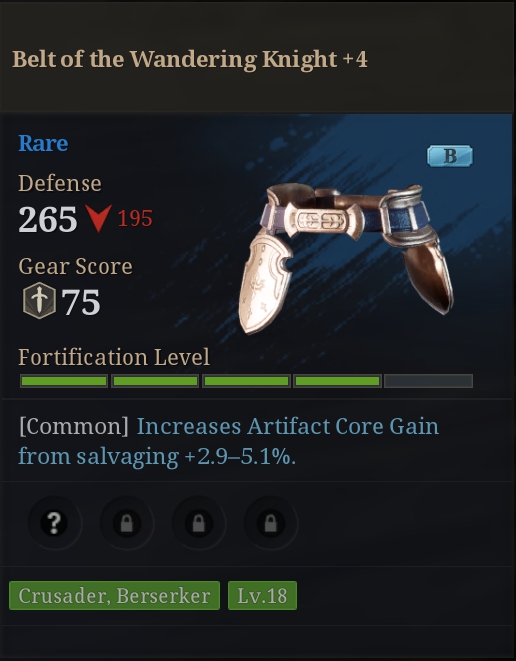 Belt of the Wandering Knight +4
Rare
B
Defense
265 195
Gear Score
75
Fortification Level
[Common] Increases Artifact Core Gain
from salvaging +2.9–5.1%.
?
Crusader, Berserker Lv.18